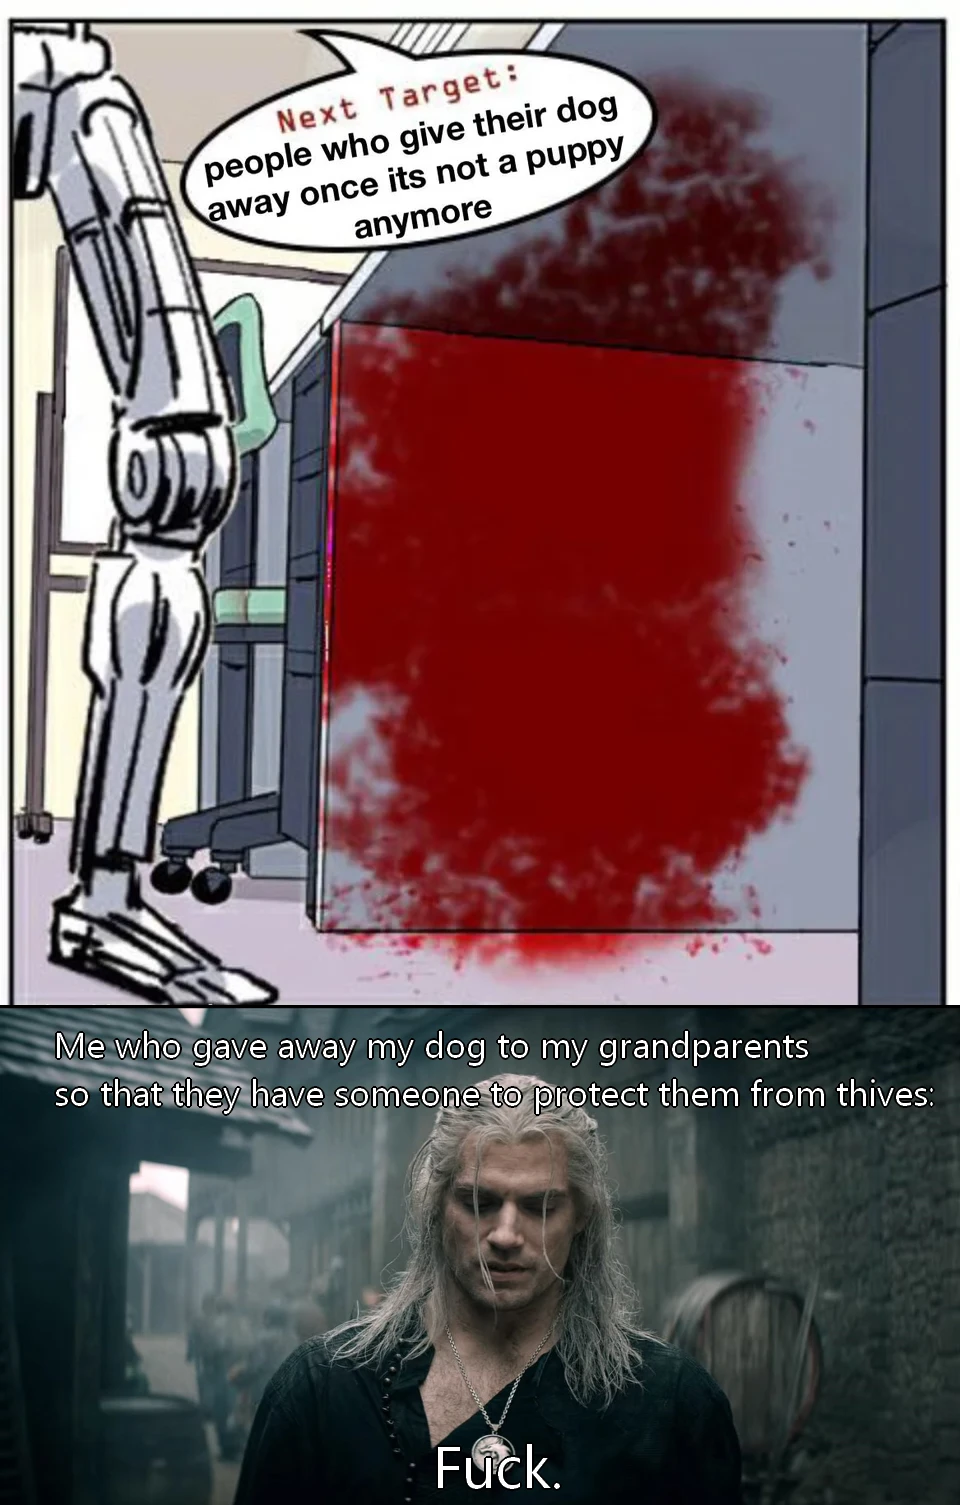 Next Target:
people who give their dog
away once its not a puppy
anymore
Me who gave away my dog to my grandparents
so that they have someone to protect them from thives:
Fuck.